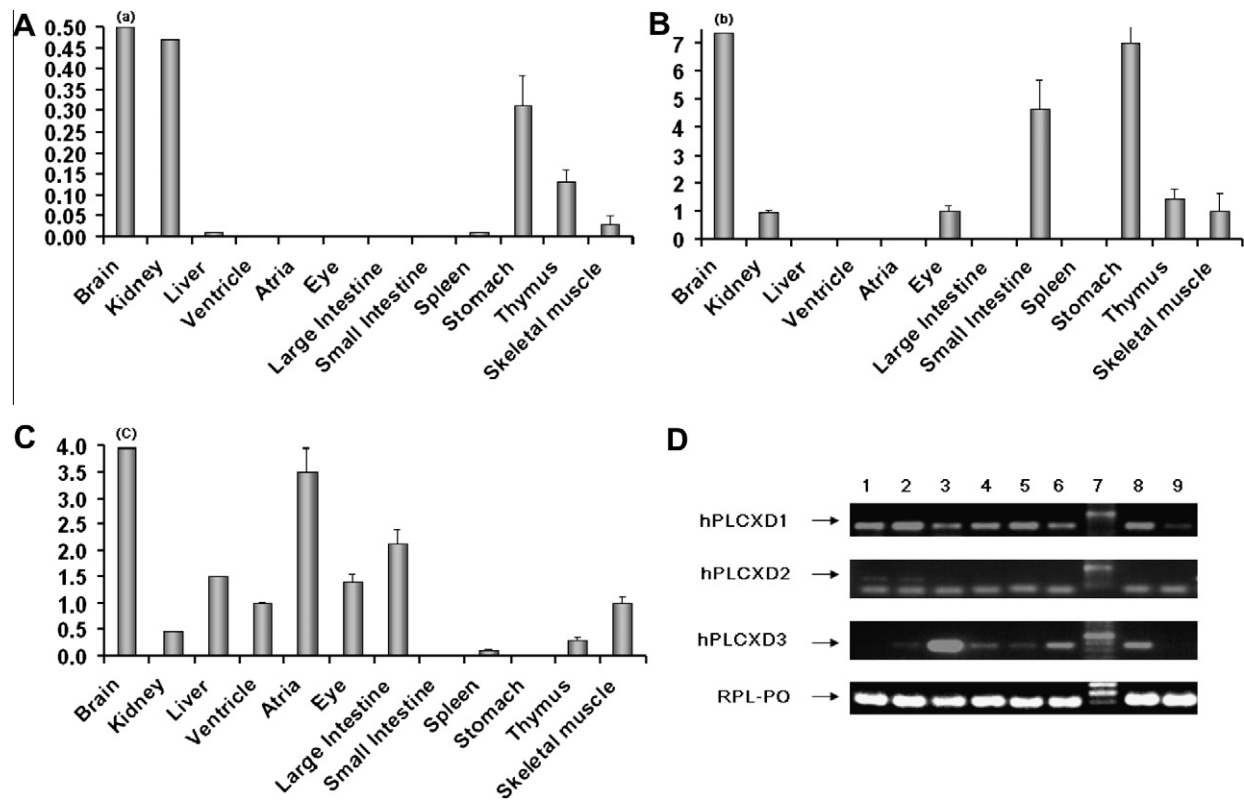 A
(a)
0.50
0.45
0.40
0.35
0.30
0.25
0.20
0.15
0.10
0.05
0.00
Brain
Kidney
Liver
Ventricle
Atria
Eye
Large Intestine
Small Intestine
Spleen
Stomach
Thymus
Skeletal muscle
B
(b)
7
6
5
4
3
2
1
0
Brain
Kidney
Liver
Ventricle
Atria
Eye
Large Intestine
Small Intestine
Spleen
Stomach
Thymus
Skeletal muscle
C
(C)
4.0
3.5
3.0
2.5
2.0
1.5
1.0
0.5
0.0
Brain
Kidney
Liver
Ventricle
Atria
Eye
Large Intestine
Small Intestine
Spleen
Stomach
Thymus
Skeletal muscle
D
1 2 3 4 5 6 7 8 9
hPLCXD1
hPLCXD2
hPLCXD3
RPL-PO